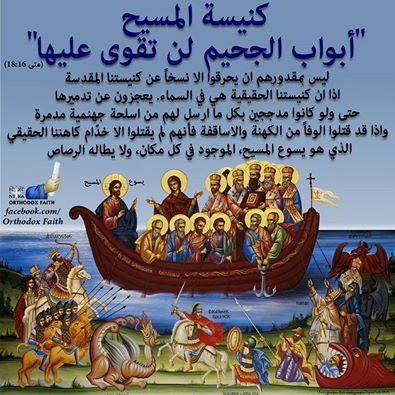 كنيسة المسيح
"أبواب الجحيم لن تقوى عليها"
(متى 18:16)
ليس بمقدورهم ان يحرقوا الا نسخاً عن كنيستنا المقدسة
اذا ان كنيستنا الحقيقية هي في السماء. يعجزون عن تدميرها
حتى ولو كانوا مدججين بكل ما ارسل لهم من اسلحة جهنمية مدمرة
واذا قد قتلوا الوفاً من الكهنة والاساقفة فأنهم لم يقتلوا الا خدّام كاهننا الحقيقي
الذي هو يسوع المسيح، الموجود في كل مكان، ولا يطاله الرصاص
يسوع المسيح
ORTHODOX FAITH
facebook.com/
Orthodox Faith